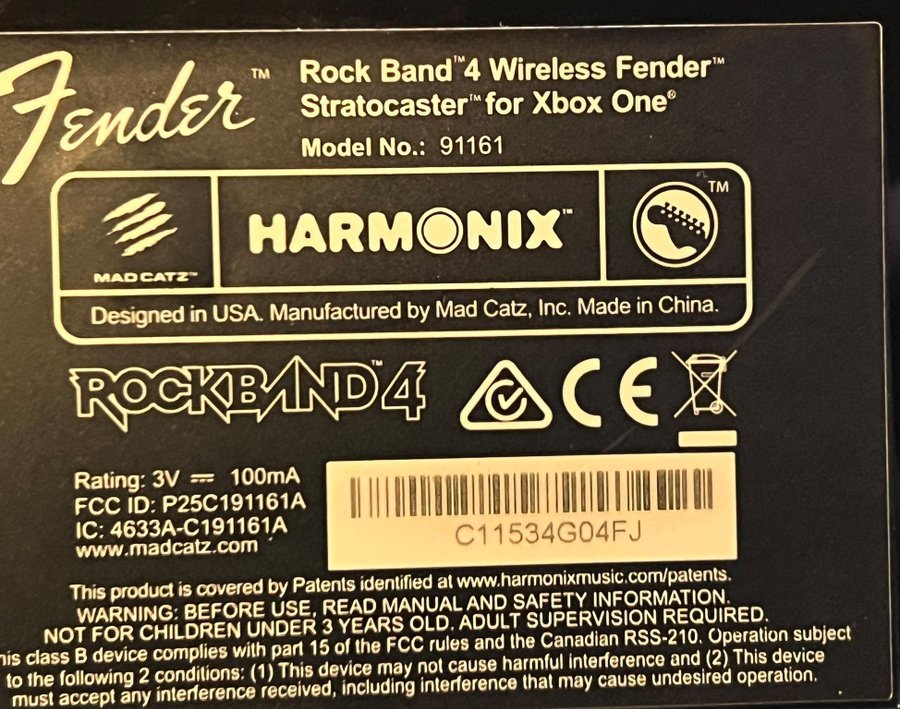 Fender™
Rock Band™4 Wireless Fender™
Stratocaster™ for Xbox One®
Model No.: 91161
MAD CATZ™
HARMONIX™
TM
Designed in USA. Manufactured by Mad Catz, Inc. Made in China.
ROCKBAND™4
CE
Rating: 3V ⎓ 100mA
FCC ID: P25C191161A
IC: 4633A-C191161A
www.madcatz.com
C11534G04FJ
This product is covered by Patents identified at www.harmonixmusic.com/patents.
WARNING: BEFORE USE, READ MANUAL AND SAFETY INFORMATION.
NOT FOR CHILDREN UNDER 3 YEARS OLD. ADULT SUPERVISION REQUIRED.
his class B device complies with part 15 of the FCC rules and the Canadian RSS-210. Operation subject
to the following 2 conditions: (1) This device may not cause harmful interference and (2) This device
must accept any interference received, including interference that may cause undesired operation.